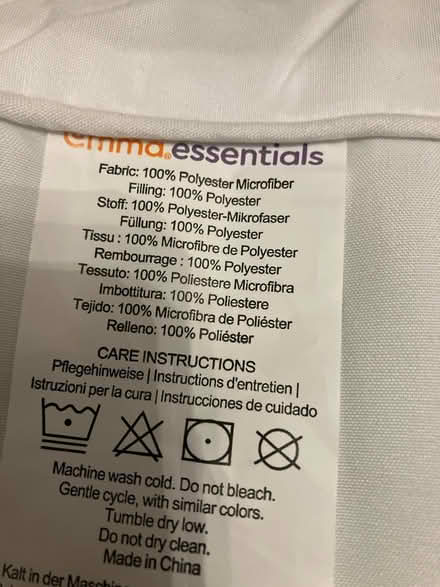 emma® essentials
Fabric: 100% Polyester Microfiber
Filling: 100% Polyester
Stoff: 100% Polyester-Mikrofaser
Füllung: 100% Polyester
Tissu : 100% Microfibre de Polyester
Rembourrage : 100% Polyester
Tessuto: 100% Poliestere Microfibra
Imbottitura: 100% Poliestere
Tejido: 100% Microfibra de Poliéster
Relleno: 100% Poliéster
CARE INSTRUCTIONS
Pflegehinweise | Instructions d'entretien |
Istruzioni per la cura | Instrucciones de cuidado
Machine wash cold. Do not bleach.
Gentle cycle, with similar colors.
Tumble dry low.
Do not dry clean.
Made in China
Kalt in der